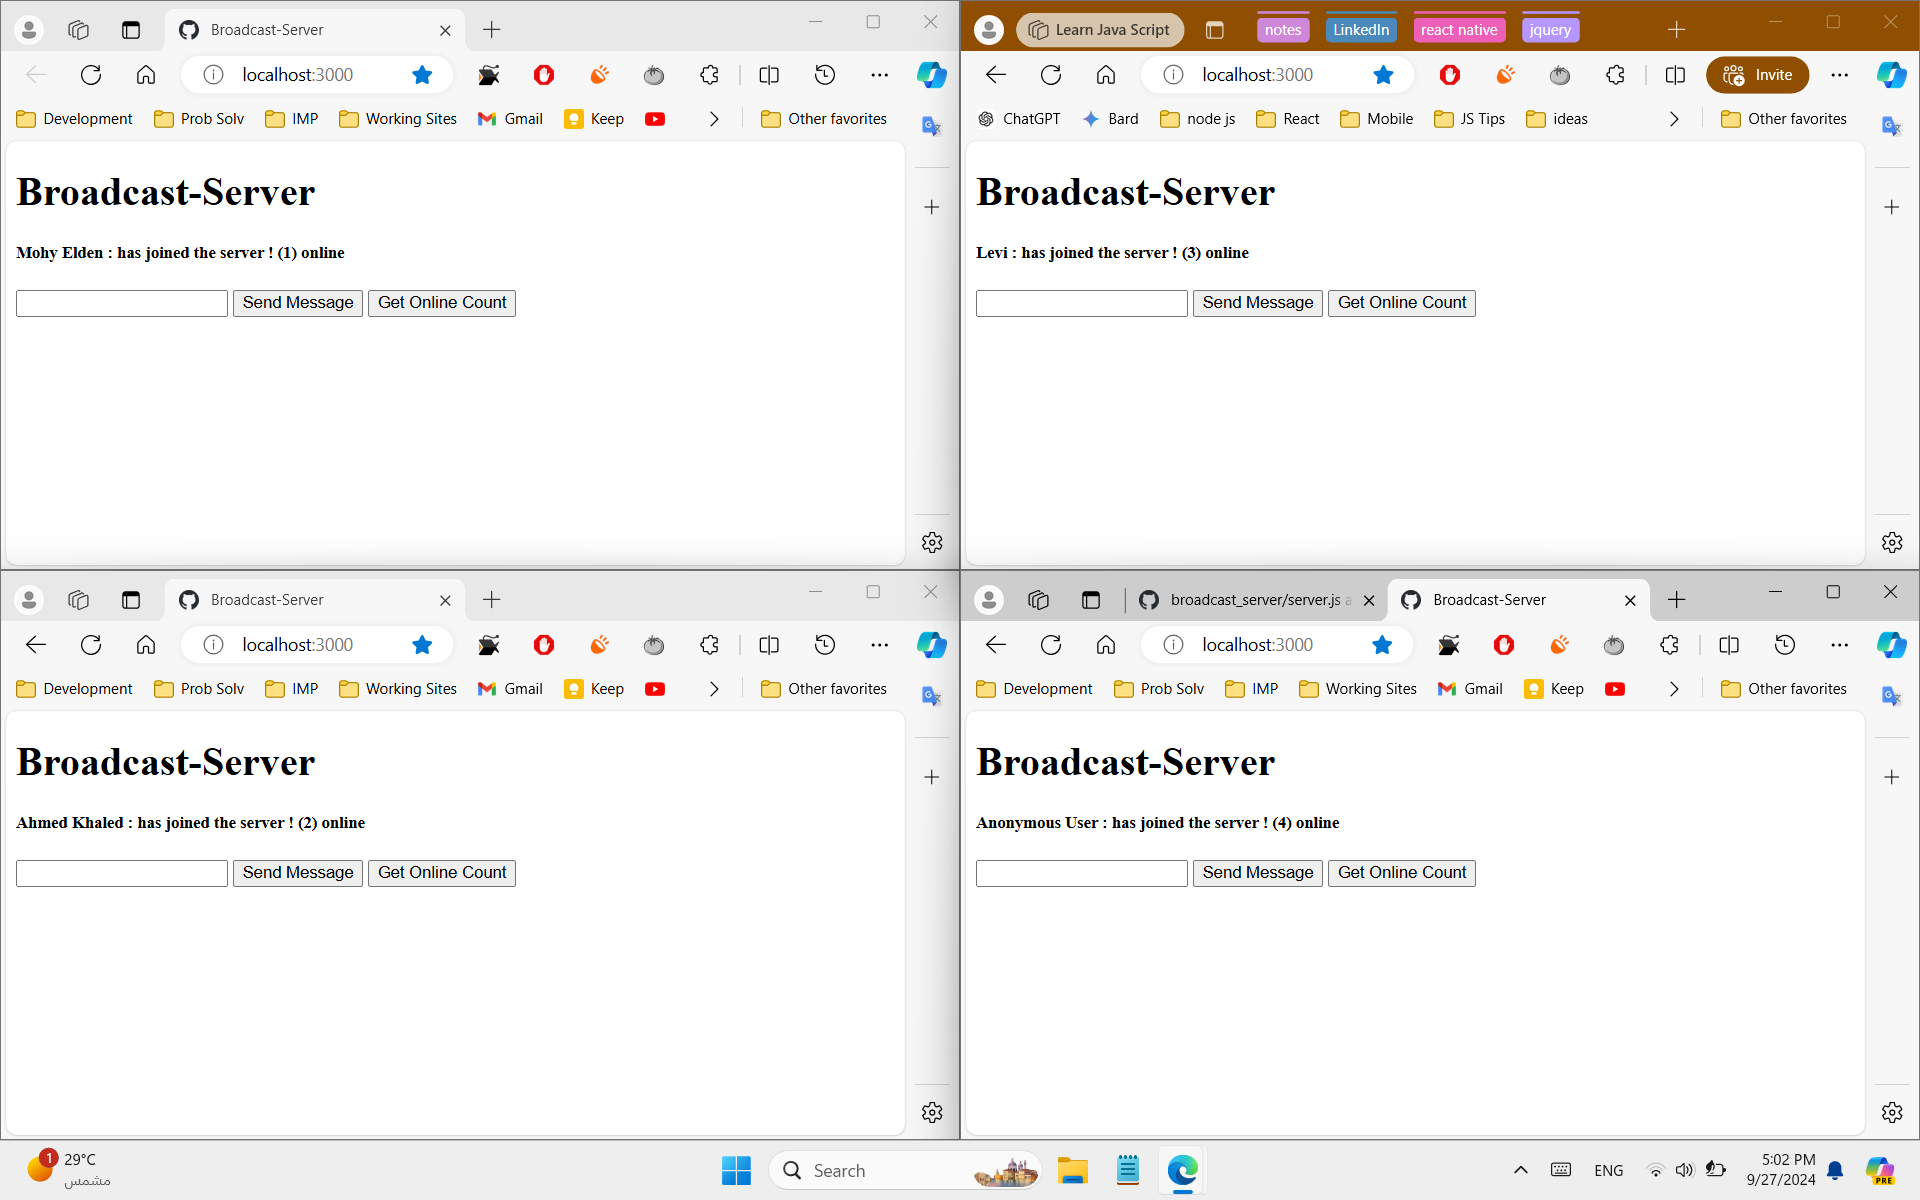 Broadcast-Server
localhost:3000
Development Prob Solv IMP Working Sites Gmail Keep Other favorites
Broadcast-Server
Mohy Elden : has joined the server ! (1) online
Send Message Get Online Count
Learn Java Script notes LinkedIn react native jquery
localhost:3000 Invite
ChatGPT Bard node js React Mobile JS Tips ideas Other favorites
Broadcast-Server
Levi : has joined the server ! (3) online
Send Message Get Online Count
Broadcast-Server
localhost:3000
Development Prob Solv IMP Working Sites Gmail Keep Other favorites
Broadcast-Server
Ahmed Khaled : has joined the server ! (2) online
Send Message Get Online Count
broadcast_server/server.js a Broadcast-Server
localhost:3000
Development Prob Solv IMP Working Sites Gmail Keep Other favorites
Broadcast-Server
Anonymous User : has joined the server ! (4) online
Send Message Get Online Count
1 29°C
مشمس
Search
ENG
5:02 PM
9/27/2024
PRE